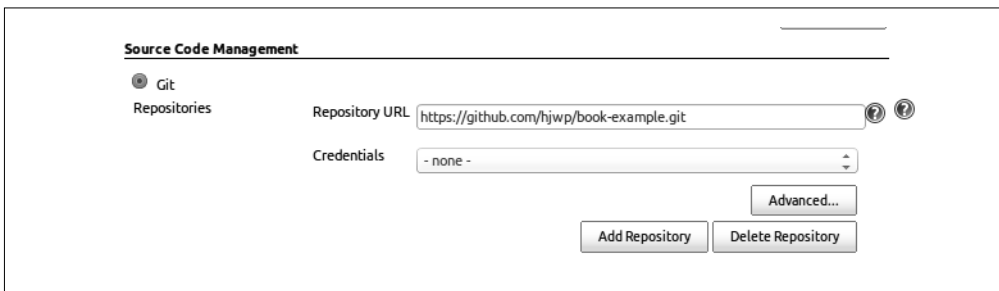 Source Code Management
Git
Repositories
Repository URL https://github.com/hjwp/book-example.git
Credentials - none -
Advanced...
Add Repository Delete Repository